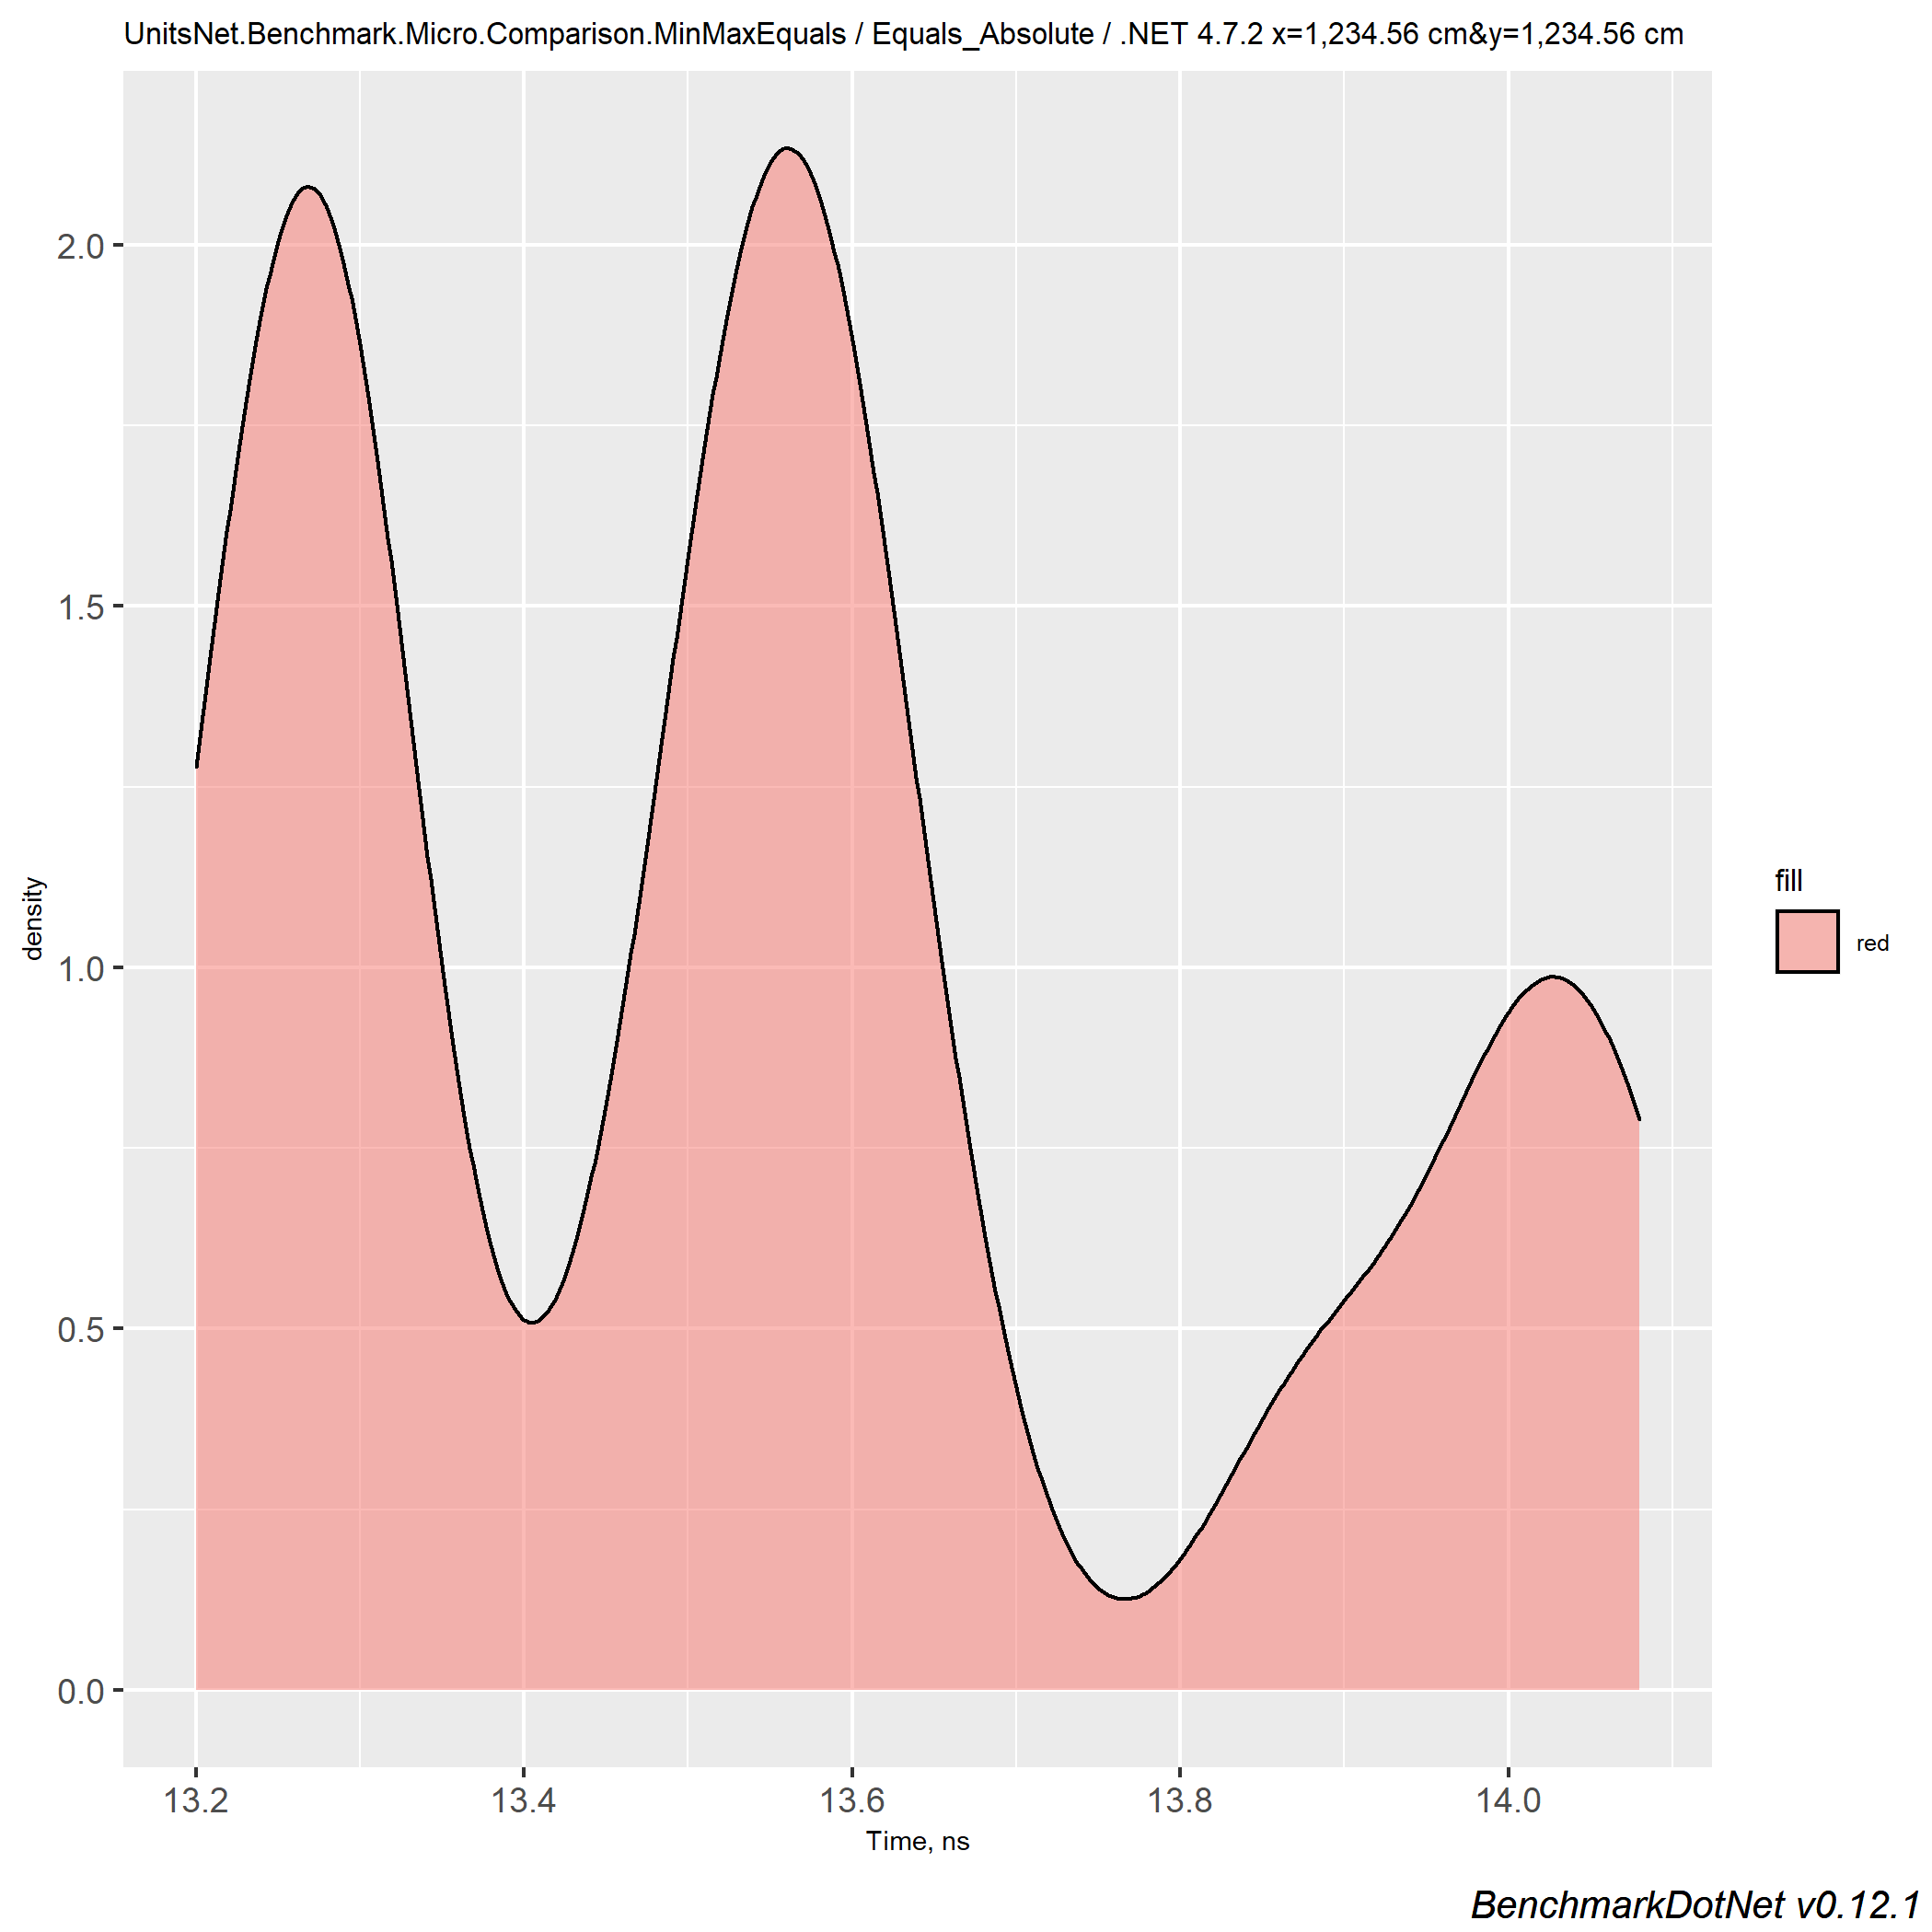 UnitsNet.Benchmark.Micro.Comparison.MinMaxEquals / Equals_Absolute / .NET 4.7.2 x=1,234.56 cm&y=1,234.56 cm
2.0
1.5
1.0
0.5
0.0
density
13.2 13.4 13.6 13.8 14.0
Time, ns
fill
red
BenchmarkDotNet v0.12.1